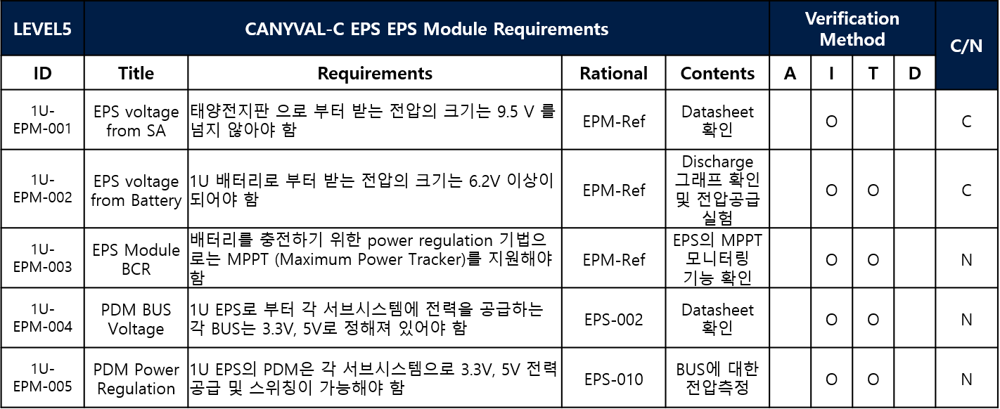 LEVEL5
CANYVAL-C EPS EPS Module Requirements
Verification
Method
C/N
ID
Title
Requirements
Rational
Contents
A
I
T
D
1U-
EPM-001
EPS voltage
from SA
태양전지판 으로 부터 받는 전압의 크기는 9.5 V 를
넘지 않아야 함
EPM-Ref
Datasheet
확인
O
C
1U-
EPM-002
EPS voltage
from Battery
1U 배터리로 부터 받는 전압의 크기는 6.2V 이상이
되어야 함
EPM-Ref
Discharge
그래프 확인
및 전압공급
실험
O
O
C
1U-
EPM-003
EPS Module
BCR
배터리를 충전하기 위한 power regulation 기법으
로는 MPPT (Maximum Power Tracker)를 지원해야
함
EPM-Ref
EPS의 MPPT
모니터링
기능 확인
O
O
N
1U-
EPM-004
PDM BUS
Voltage
1U EPS로 부터 각 서브시스템에 전력을 공급하는
각 BUS는 3.3V, 5V로 정해져 있어야 함
EPS-002
Datasheet
확인
O
O
N
1U-
EPM-005
PDM Power
Regulation
1U EPS의 PDM은 각 서브시스템으로 3.3V, 5V 전력
공급 및 스위칭이 가능해야 함
EPS-010
BUS에 대한
전압측정
O
O
N